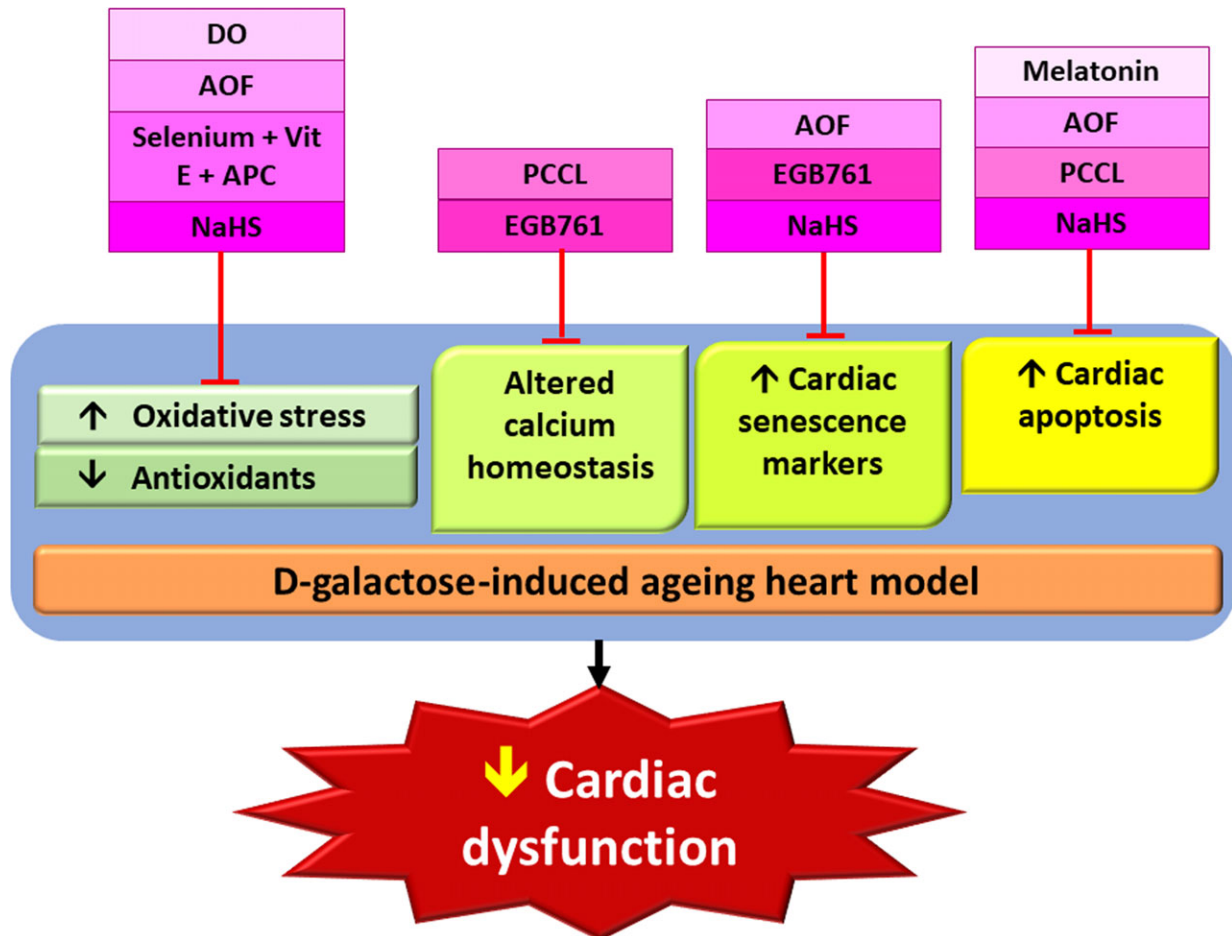 DO
AOF
Selenium + Vit
E + APC
NaHS
PCCL
EGB761
AOF
EGB761
NaHS
Melatonin
AOF
PCCL
NaHS
↑ Oxidative stress
↓ Antioxidants
Altered
calcium
homeostasis
↑ Cardiac
senescence
markers
↑ Cardiac
apoptosis
D-galactose-induced ageing heart model
↓ Cardiac
dysfunction